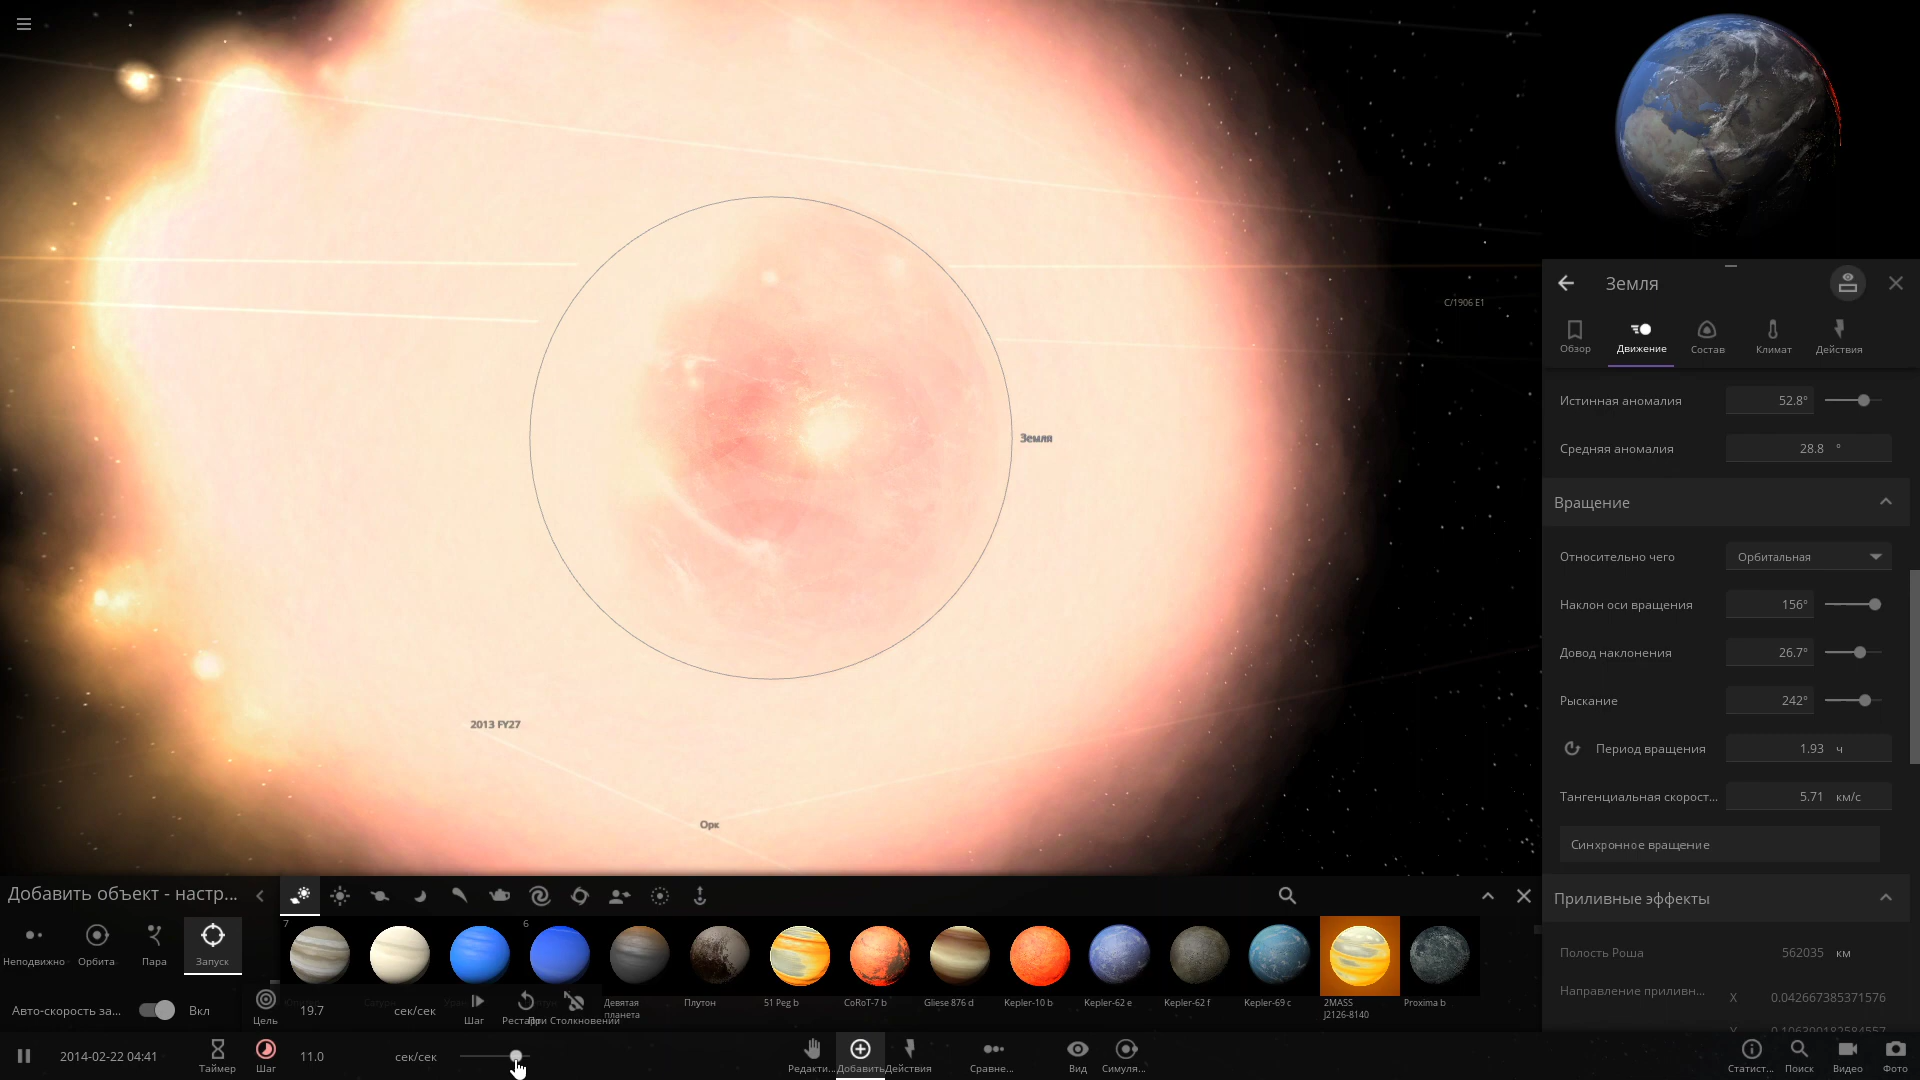 C/1906 E1
Земля
2013 FY27
Орк
Земля
Обзор
Движение
Состав
Климат
Действия
Истинная аномалия 52.8°
Средняя аномалия 28.8 °
Вращение
Относительно чего Орбитальная
Наклон оси вращения 156°
Довод наклонения 26.7°
Рыскание 242°
Период вращения 1.93 ч
Тангенциальная скорост... 5.71 км/с
Синхронное вращение
Приливные эффекты
Полость Роша 562035 км
Направление приливн... X 0.042667385371576
Добавить объект - настр...
Неподвижно
Орбита
Пара
Запуск
Авто-скорость за... Вкл
7
6
Девятая
планета
Плутон
51 Peg b
CoRoT-7 b
Gliese 876 d
Kepler-10 b
Kepler-62 e
Kepler-62 f
Kepler-69 c
2MASS
J2126-8140
Proxima b
Цель
19.7 сек/сек
Шаг
2014-02-22 04:41
Таймер
Шаг
11.0 сек/сек
Редакти...
Добавить
Действия
Сравне...
Вид
Симуля...
Статист...
Поиск
Видео
Фото